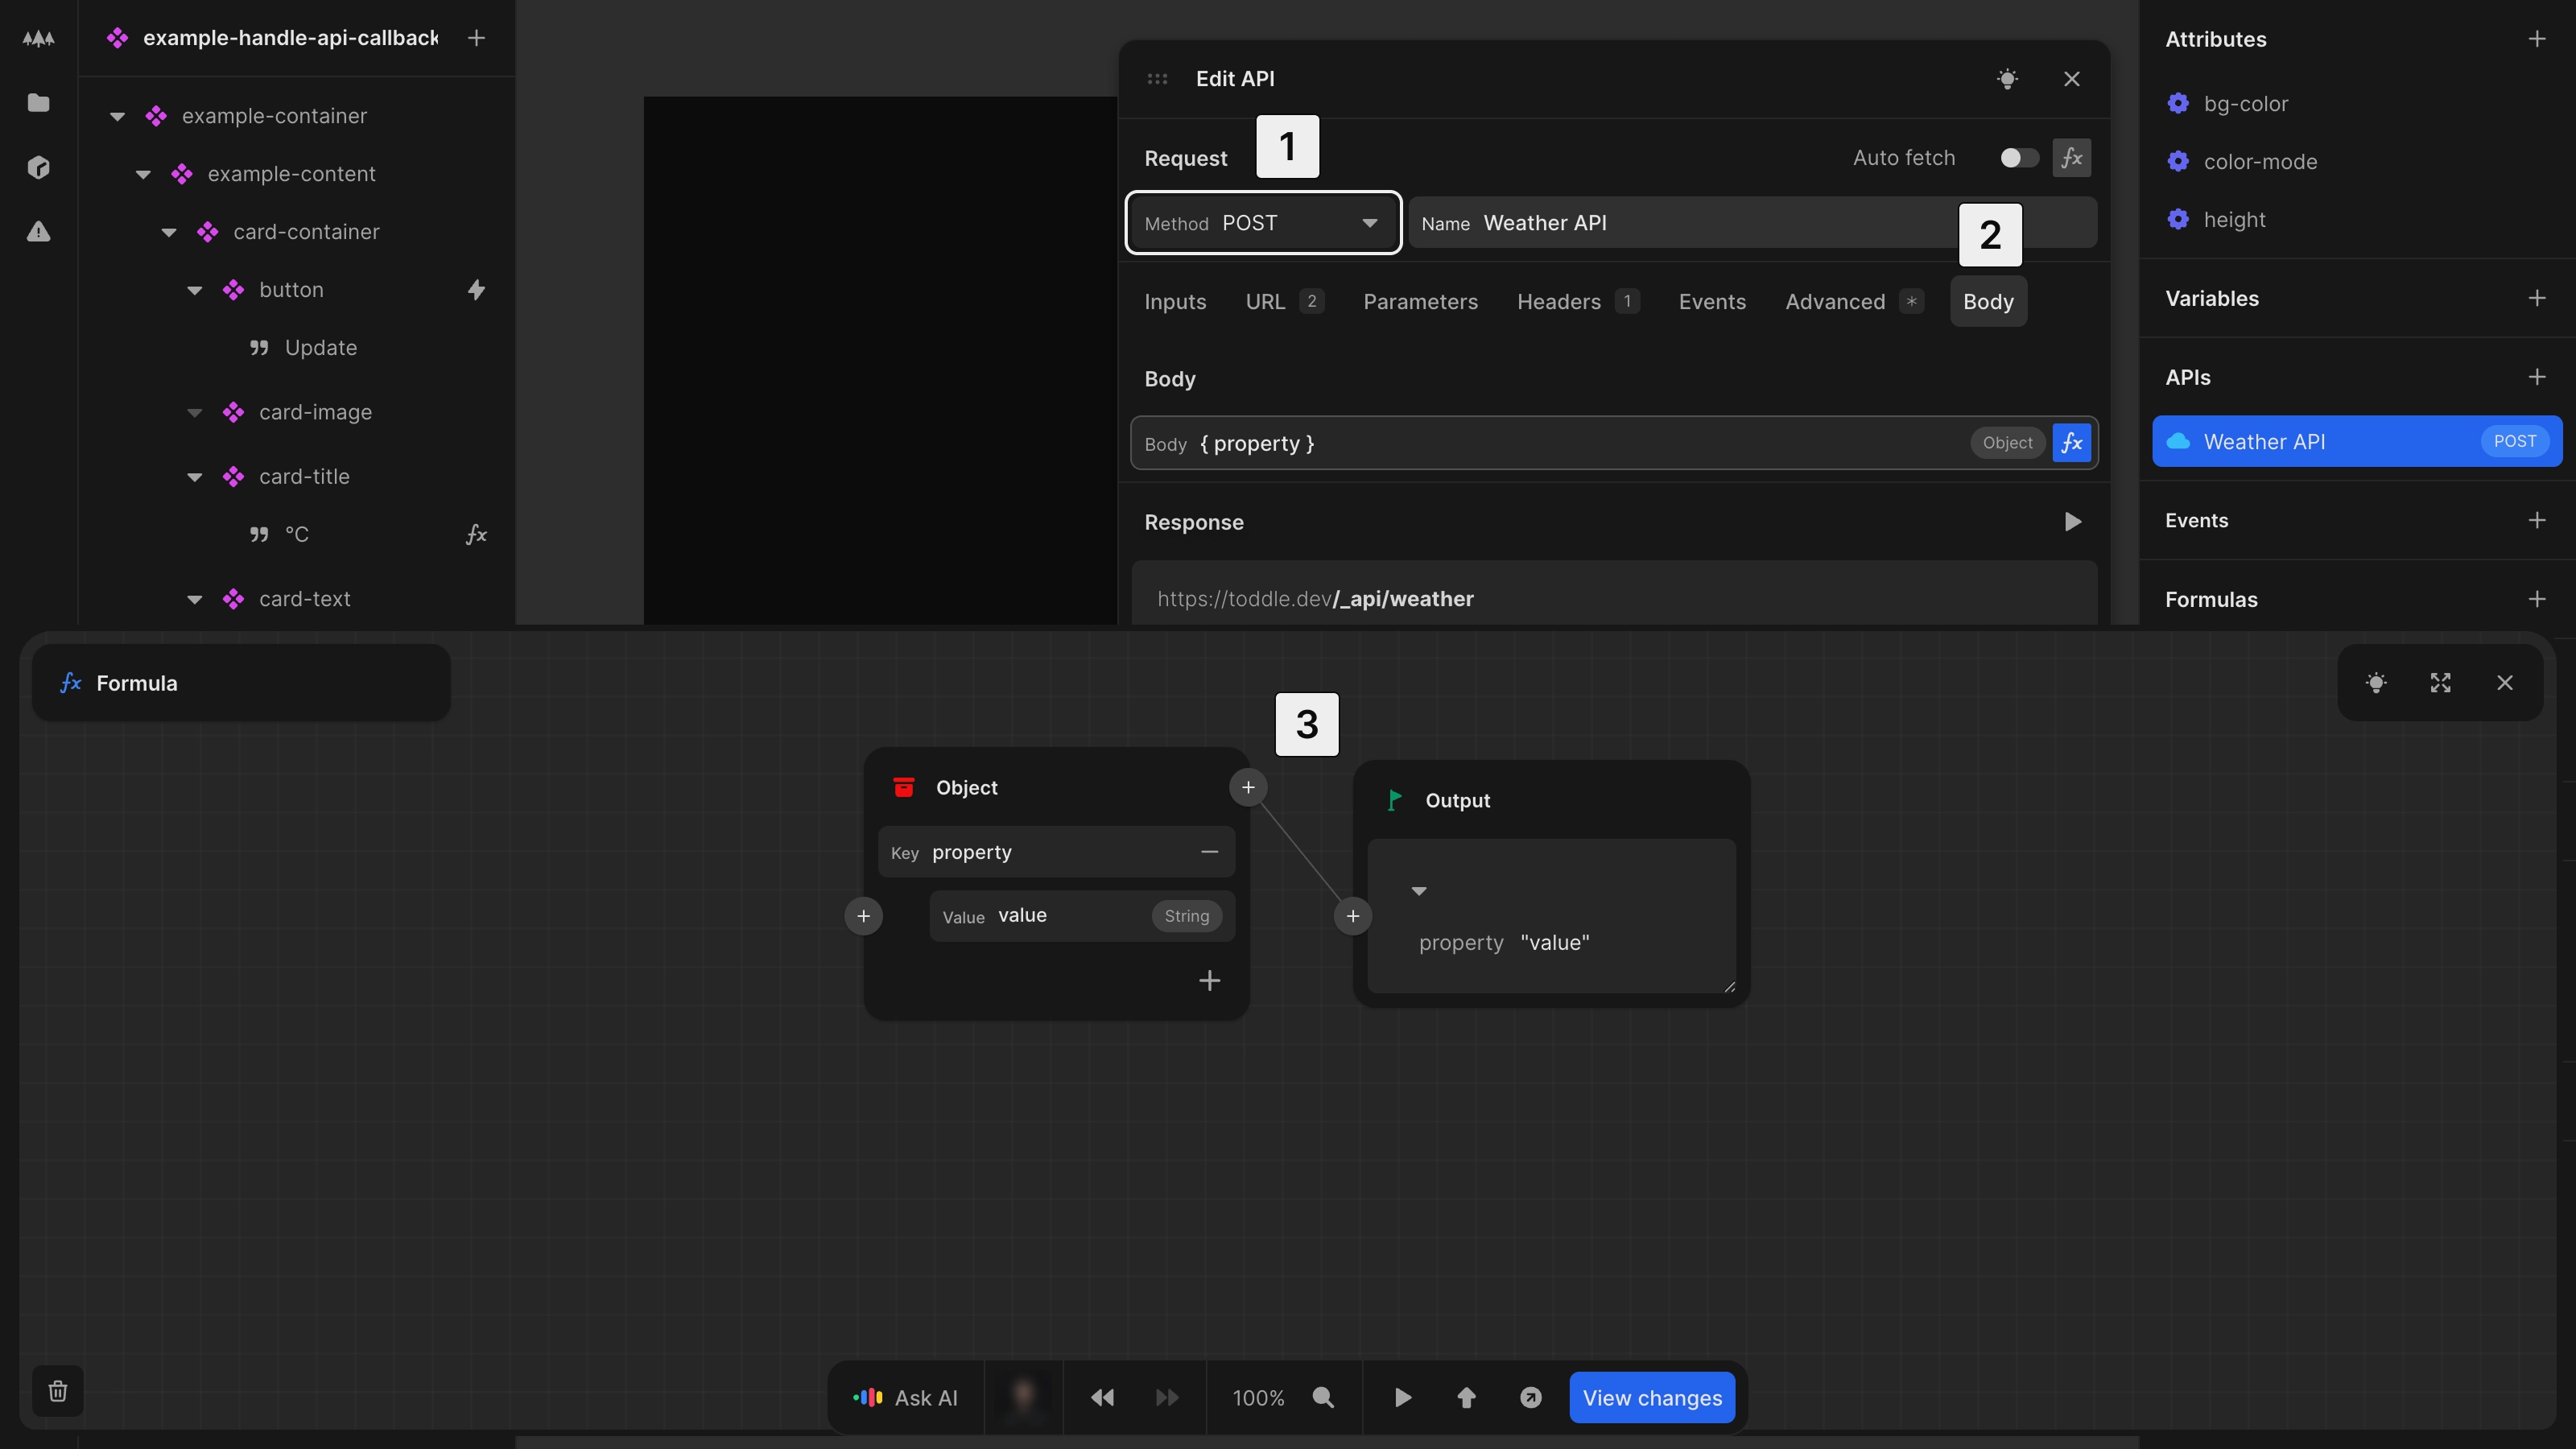 example-handle-api-callback
example-container
example-content
card-container
button
Update
card-image
card-title
°C
fx
card-text
Edit API
1
Request
Auto fetch
fx
Method POST
Name Weather API
2
Inputs
URL 2
Parameters
Headers 1
Events
Advanced *
Body
Body
Body { property }
Object
fx
Response
https://toddle.dev/_api/weather
Attributes
bg-color
color-mode
height
Variables
APIs
Weather API
POST
Events
Formulas
fx Formula
3
Object
Key property
Value value
String
Output
property "value"
Ask AI
100%
View changes